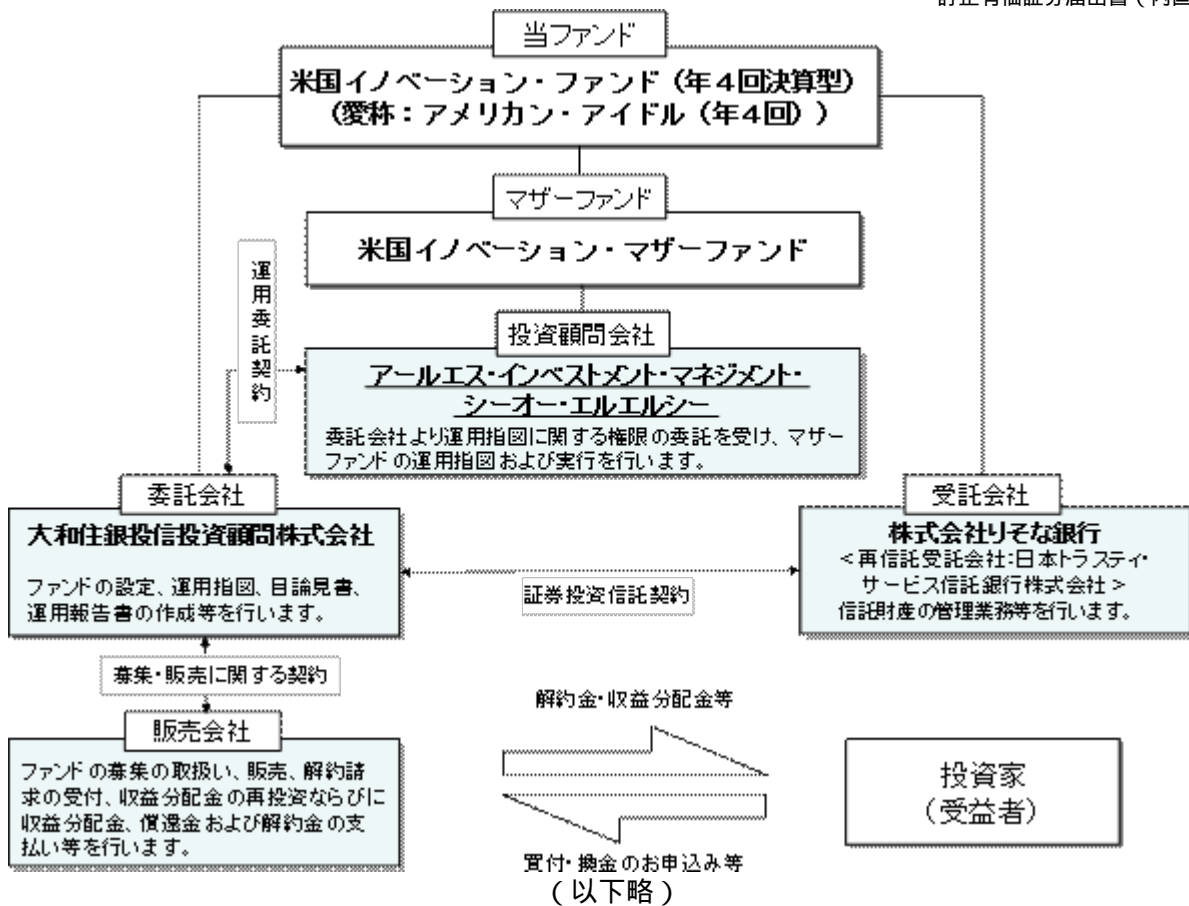 当ファンド
米国イノベーション・ファンド（年４回決算型）
（愛称：アメリカン・アイドル（年４回））
マザーファンド
米国イノベーション・マザーファンド
運用委託契約
投資顧問会社
アールエス・インベストメント・マネジメント・
シーオー・エルエルシー
委託会社より運用指図に関する権限の委託を受け、マザー
ファンドの運用指図および実行を行います。
委託会社
大和住銀投信投資顧問株式会社
ファンドの設定、運用指図、目論見書、
運用報告書の作成等を行います。
証券投資信託契約
受託会社
株式会社りそな銀行
＜再信託受託会社：日本トラスティ・
サービス信託銀行株式会社＞
信託財産の管理業務等を行います。
募集・販売に関する契約
販売会社
ファンドの募集の取扱い、販売、解約請
求の受付、収益分配金の再投資ならびに
収益分配金、償還金および解約金の支
払い等を行います。
解約金・収益分配金等
買付・換金のお申込み等
投資家
（受益者）
（以下略）